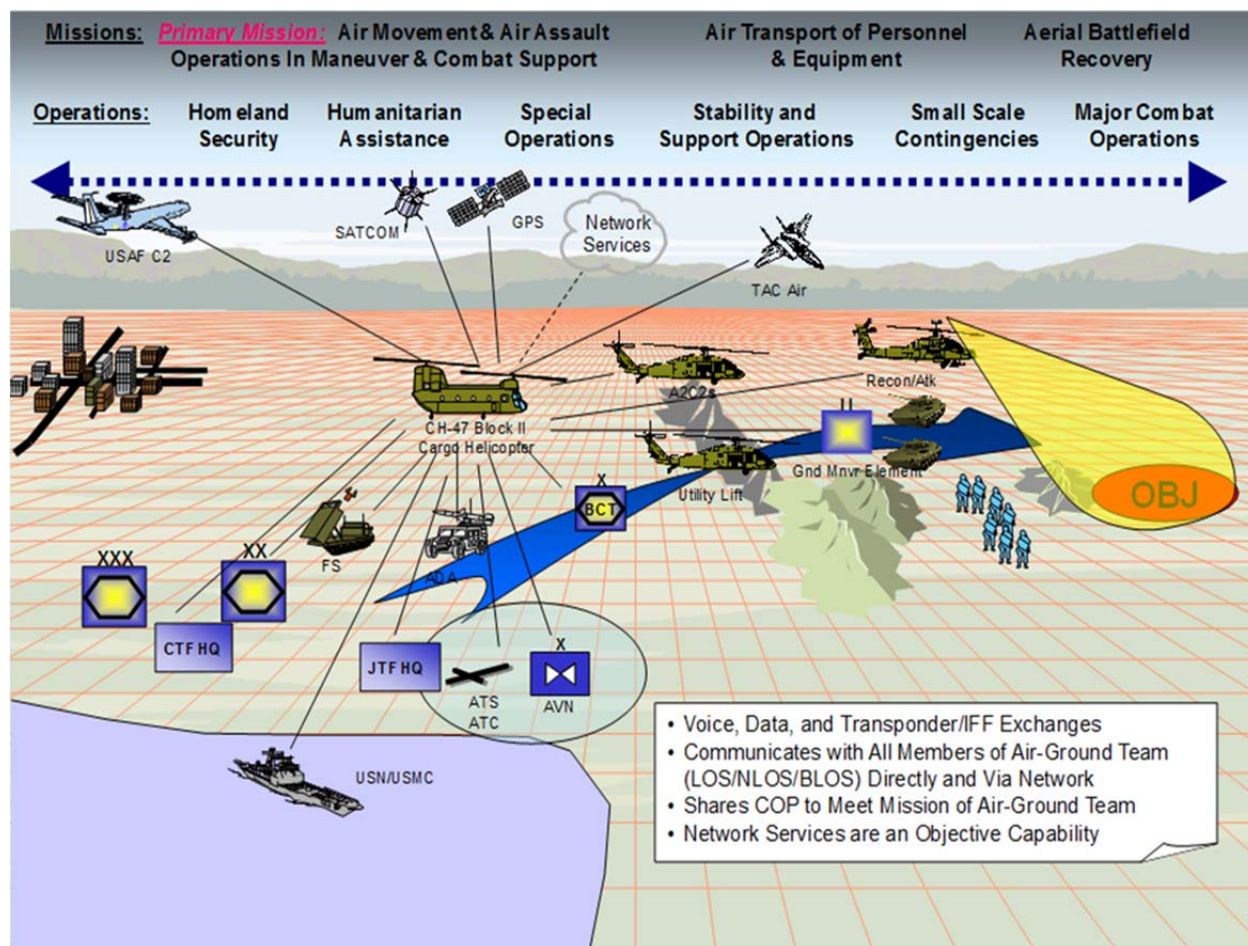 Missions: Primary Mission: Air Movement & Air Assault
Operations In Maneuver & Combat Support
Air Transport of Personnel
& Equipment
Aerial Battlefield
Recovery
Operations:
Homeland
Security
Humanitarian
Assistance
Special
Operations
Stability and
Support Operations
Small Scale
Contingencies
Major Combat
Operations
USAF C2
SATCOM
GPS
Network
Services
TAC Air
A2C2s
Recon/Atk
CH-47 Block II
Cargo Helicopter
II
Gnd Mnvr Element
Utility Lift
X
BCT
OBJ
FS
ADA
XXX
XX
CTF HQ
JTF HQ
X
ATS
ATC
AVN
USN/USMC
• Voice, Data, and Transponder/IFF Exchanges
• Communicates with All Members of Air-Ground Team
(LOS/NLOS/BLOS) Directly and Via Network
• Shares COP to Meet Mission of Air-Ground Team
• Network Services are an Objective Capability